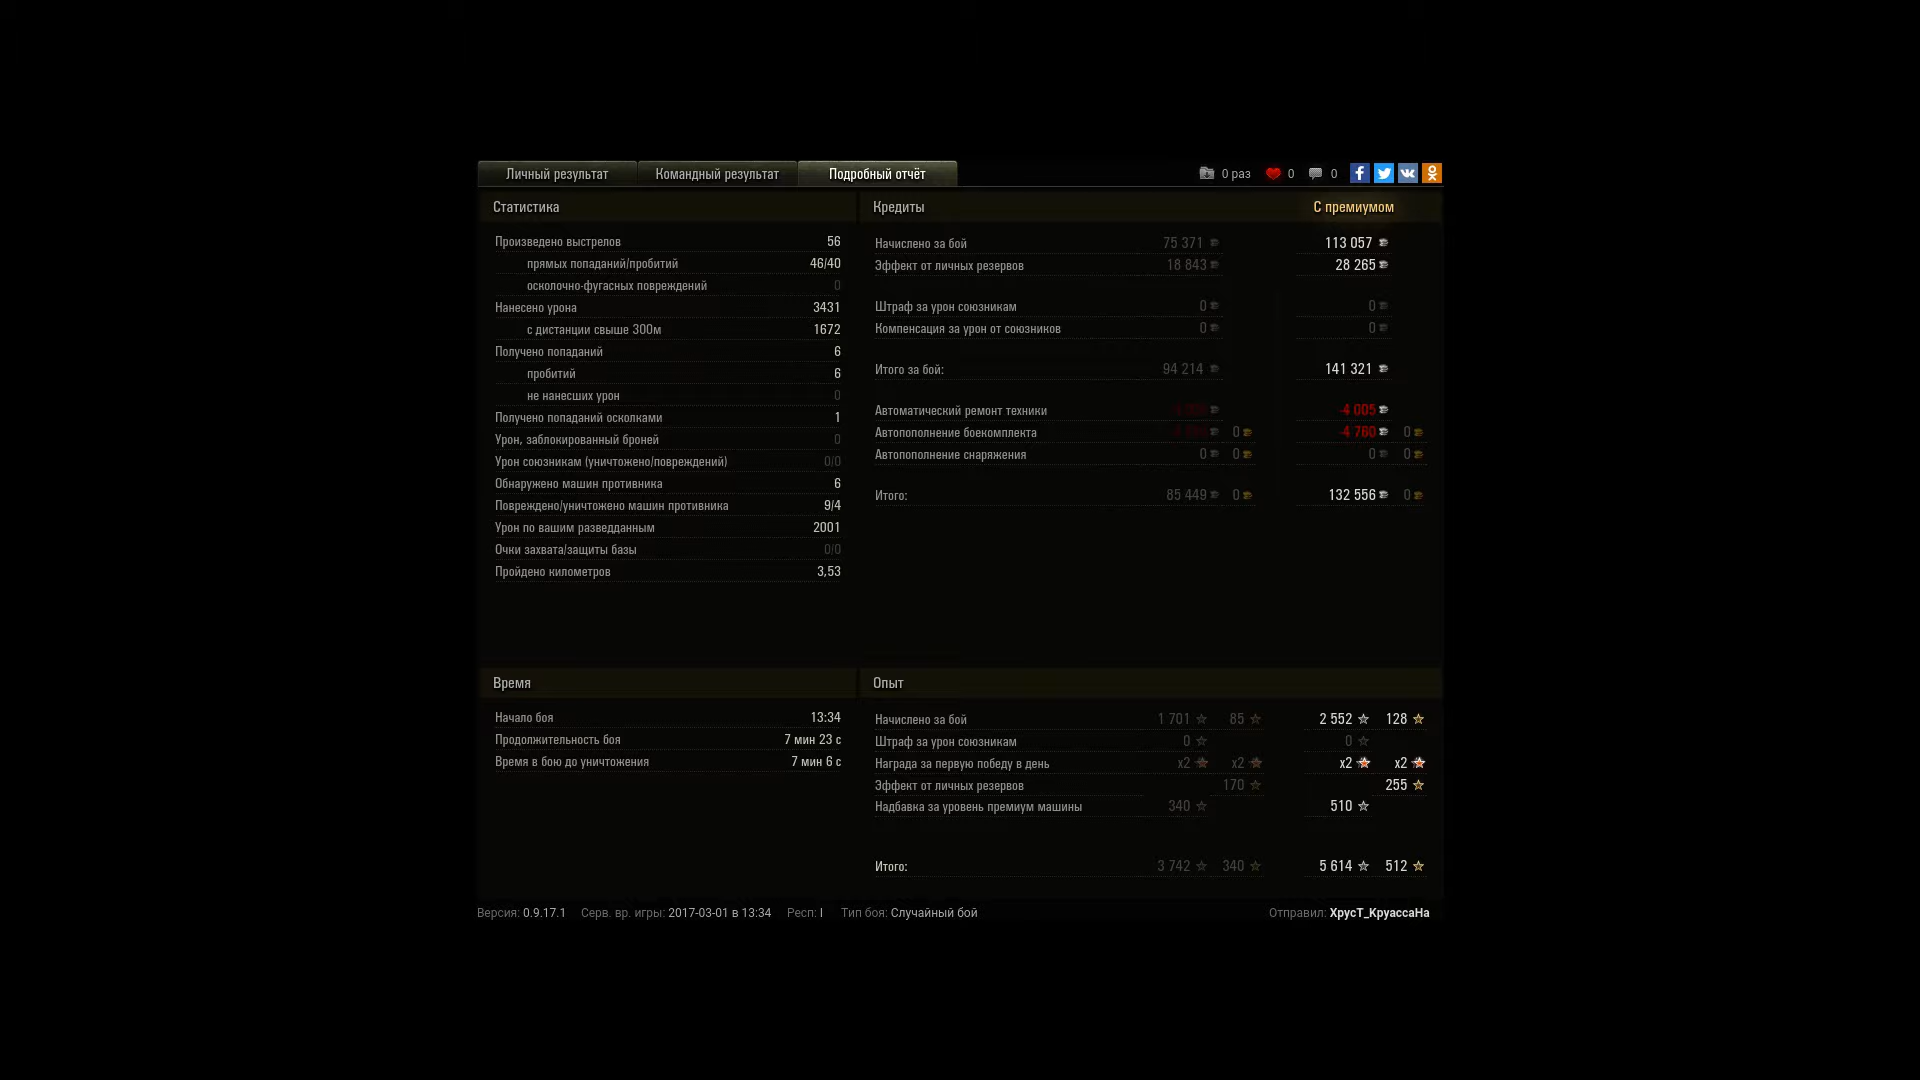 Личный результат Командный результат Подробный отчёт 0 раз 0 0
Статистика
Произведено выстрелов 56
прямых попаданий/пробитий 46/40
осколочно-фугасных повреждений 0
Нанесено урона 3431
с дистанции свыше 300м 1672
Получено попаданий 6
пробитий 6
не нанесших урон 0
Получено попаданий осколками 1
Урон, заблокированный броней 0
Урон союзникам (уничтожено/повреждений) 0/0
Обнаружено машин противника 6
Повреждено/уничтожено машин противника 9/4
Урон по вашим разведданным 2001
Очки захвата/защиты базы 0/0
Пройдено километров 3,53
Кредиты С премиумом
Начислено за бой 75 371 113 057
Эффект от личных резервов 18 843 28 265
Штраф за урон союзникам 0 0
Компенсация за урон от союзников 0 0
Итого за бой: 94 214 141 321
Автоматический ремонт техники -4 005
Автопополнение боекомплекта 0 -4 760 0
Автопополнение снаряжения 0 0 0 0
Итого: 85 449 0 132 556 0
Время
Начало боя 13:34
Продолжительность боя 7 мин 23 с
Время в бою до уничтожения 7 мин 6 с
Опыт
Начислено за бой 1 701 85 2 552 128
Штраф за урон союзникам 0 0
Награда за первую победу в день x2 x2 x2 x2
Эффект от личных резервов 170 255
Надбавка за уровень премиум машины 340 510
Итого: 3 742 340 5 614 512
Версия: 0.9.17.1 Серв. вр. игры: 2017-03-01 в 13:34 Респ: I Тип боя: Случайный бой Отправил: ХрусТ_КруассаНа